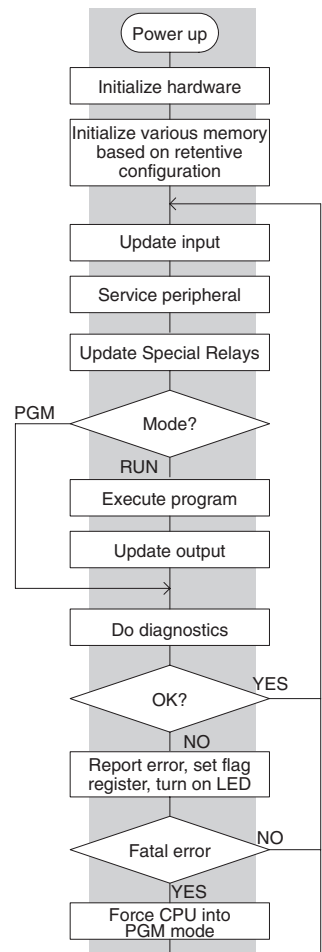 Power up
Initialize hardware
Initialize various memory
based on retentive
configuration
Update input
Service peripheral
Update Special Relays
PGM
Mode?
RUN
Execute program
Update output
Do diagnostics
YES
OK?
NO
Report error, set flag
register, turn on LED
NO
Fatal error
YES
Force CPU into
PGM mode